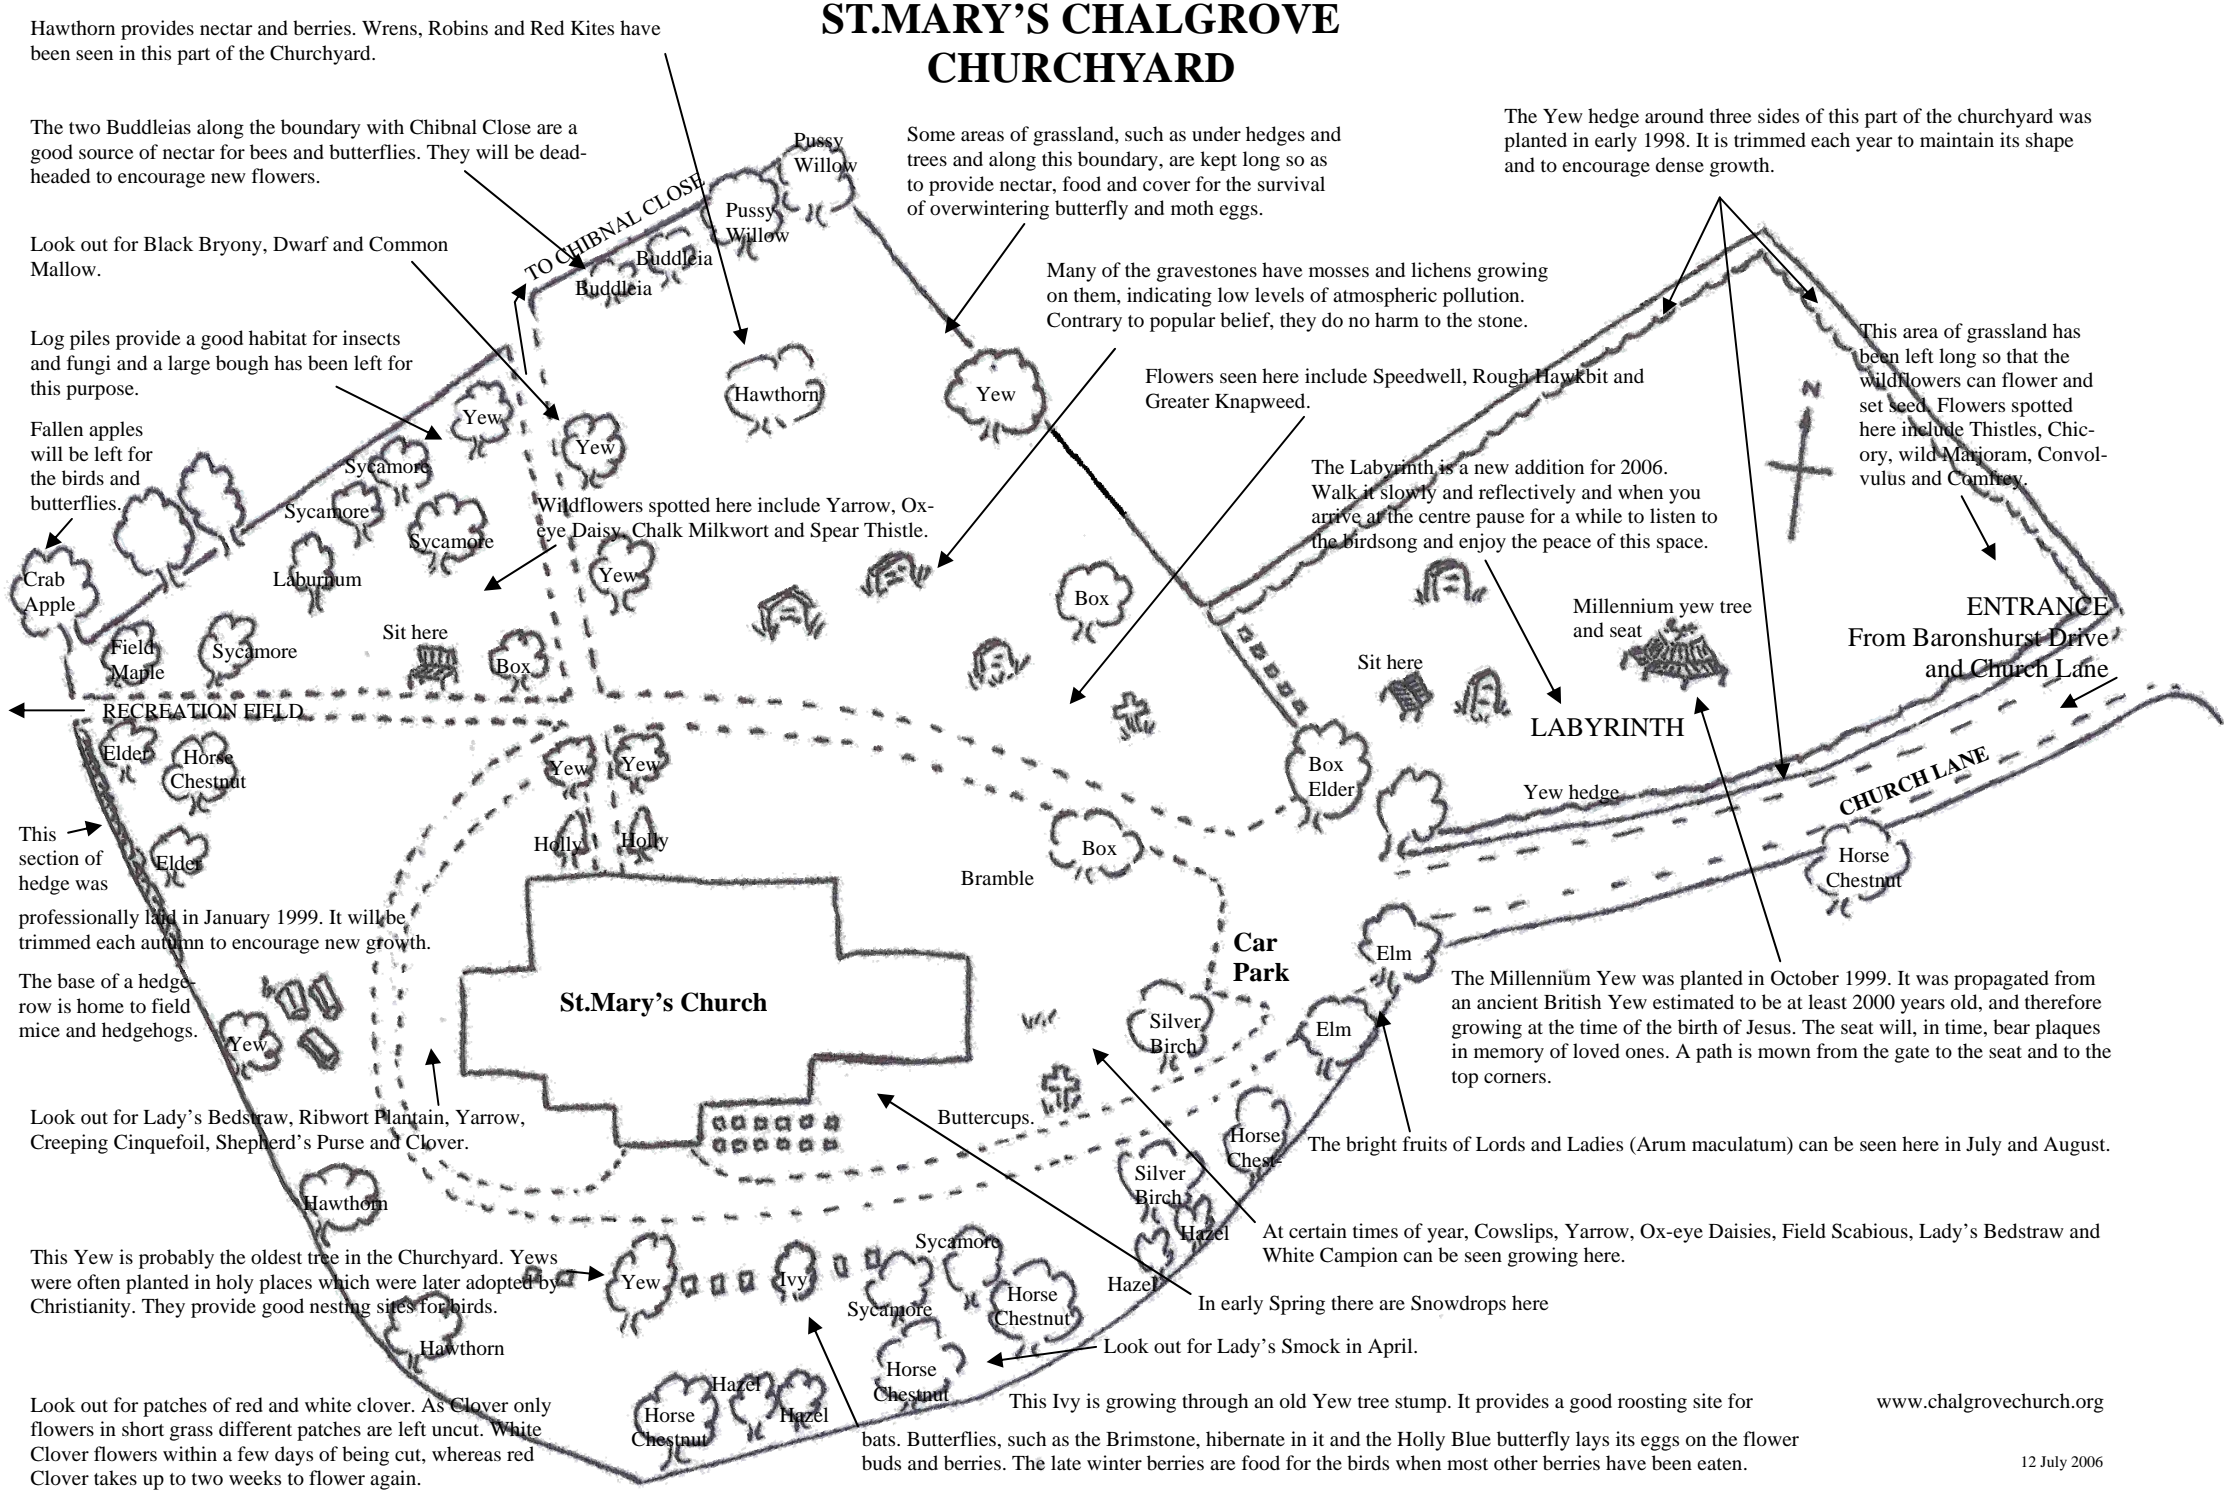 ST.MARY'S CHALGROVE
CHURCHYARD
Hawthorn provides nectar and berries. Wrens, Robins and Red Kites have
been seen in this part of the Churchyard.
The two Buddleias along the boundary with Chibnal Close are a
good source of nectar for bees and butterflies. They will be dead-
headed to encourage new flowers.
Look out for Black Bryony, Dwarf and Common
Mallow.
Log piles provide a good habitat for insects
and fungi and a large bough has been left for
this purpose.
Fallen apples
will be left for
the birds and
butterflies.
TO CHIBNAL CLOSE
Buddleia
Buddleia
Pussy
Willow
Pussy
Willow
Some areas of grassland, such as under hedges and
trees and along this boundary, are kept long so as
to provide nectar, food and cover for the survival
of overwintering butterfly and moth eggs.
Many of the gravestones have mosses and lichens growing
on them, indicating low levels of atmospheric pollution.
Contrary to popular belief, they do no harm to the stone.
Flowers seen here include Speedwell, Rough Hawkbit and
Greater Knapweed.
The Yew hedge around three sides of this part of the churchyard was
planted in early 1998. It is trimmed each year to maintain its shape
and to encourage dense growth.
This area of grassland has
been left long so that the
wildflowers can flower and
set seed. Flowers spotted
here include Thistles, Chic-
ory, wild Marjoram, Convol-
vulus and Comfrey.
N
The Labyrinth is a new addition for 2006.
Walk it slowly and reflectively and when you
arrive at the centre pause for a while to listen to
the birdsong and enjoy the peace of this space.
Hawthorn
Yew
Yew
Yew
Sycamore
Sycamore
Sycamore
Wildflowers spotted here include Yarrow, Ox-
eye Daisy, Chalk Milkwort and Spear Thistle.
Laburnum
Yew
Crab
Apple
Field
Maple
Sycamore
Sit here
Box
Box
Millennium yew tree
and seat
Sit here
LABYRINTH
ENTRANCE
From Baronshurst Drive
and Church Lane
RECREATION FIELD
Elder
Horse
Chestnut
Yew
Yew
Holly
Holly
Elder
Box
Elder
Yew hedge
CHURCH LANE
Horse
Chestnut
Box
Bramble
This
section of
hedge was
professionally laid in January 1999. It will be
trimmed each autumn to encourage new growth.
The base of a hedge-
row is home to field
mice and hedgehogs.
Yew
St.Mary's Church
Car
Park
Elm
Elm
Silver
Birch
The Millennium Yew was planted in October 1999. It was propagated from
an ancient British Yew estimated to be at least 2000 years old, and therefore
growing at the time of the birth of Jesus. The seat will, in time, bear plaques
in memory of loved ones. A path is mown from the gate to the seat and to the
top corners.
Look out for Lady's Bedstraw, Ribwort Plantain, Yarrow,
Creeping Cinquefoil, Shepherd's Purse and Clover.
Buttercups.
Horse
Chest-
The bright fruits of Lords and Ladies (Arum maculatum) can be seen here in July and August.
Silver
Birch
Hazel
Hazel
Hawthorn
At certain times of year, Cowslips, Yarrow, Ox-eye Daisies, Field Scabious, Lady's Bedstraw and
White Campion can be seen growing here.
This Yew is probably the oldest tree in the Churchyard. Yews
were often planted in holy places which were later adopted by
Christianity. They provide good nesting sites for birds.
Yew
Ivy
Sycamore
Sycamore
Horse
Chestnut
In early Spring there are Snowdrops here
Look out for Lady's Smock in April.
Hawthorn
Horse
Chestnut
Hazel
Hazel
Horse
Chestnut
Look out for patches of red and white clover. As Clover only
flowers in short grass different patches are left uncut. White
Clover flowers within a few days of being cut, whereas red
Clover takes up to two weeks to flower again.
This Ivy is growing through an old Yew tree stump. It provides a good roosting site for
bats. Butterflies, such as the Brimstone, hibernate in it and the Holly Blue butterfly lays its eggs on the flower
buds and berries. The late winter berries are food for the birds when most other berries have been eaten.
www.chalgrovechurch.org
12 July 2006